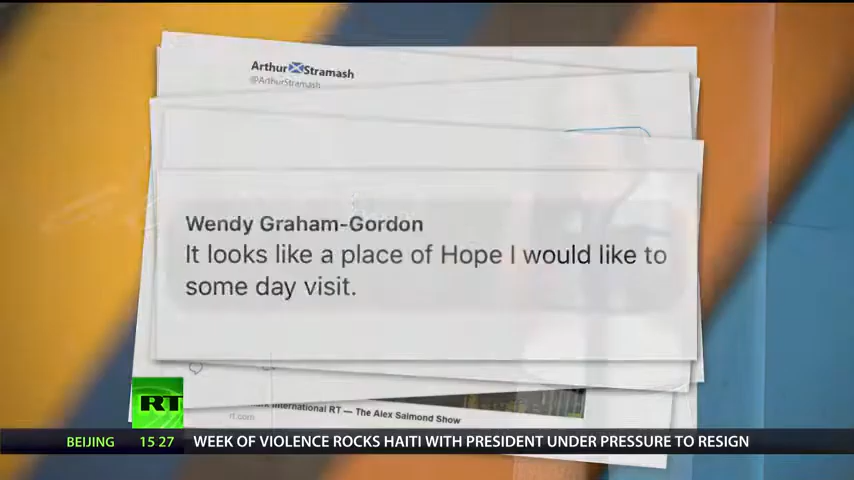 Arthur Stramash
@ArthurStramash
Wendy Graham-Gordon
It looks like a place of Hope I would like to
some day visit.
International RT — The Alex Salmond Show
rt.com
RT
BEIJING 15 27 WEEK OF VIOLENCE ROCKS HAITI WITH PRESIDENT UNDER PRESSURE TO RESIGN